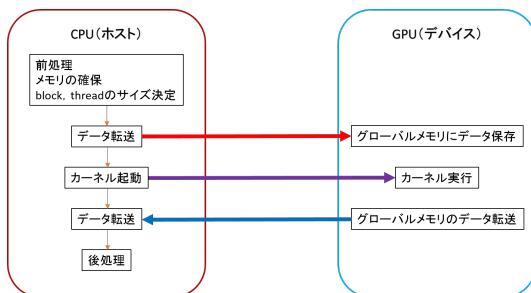 CPU(ホスト)
GPU(デバイス)
前処理
メモリの確保
block, threadのサイズ決定
データ転送
グローバルメモリにデータ保存
カーネル起動
カーネル実行
データ転送
グローバルメモリのデータ転送
後処理